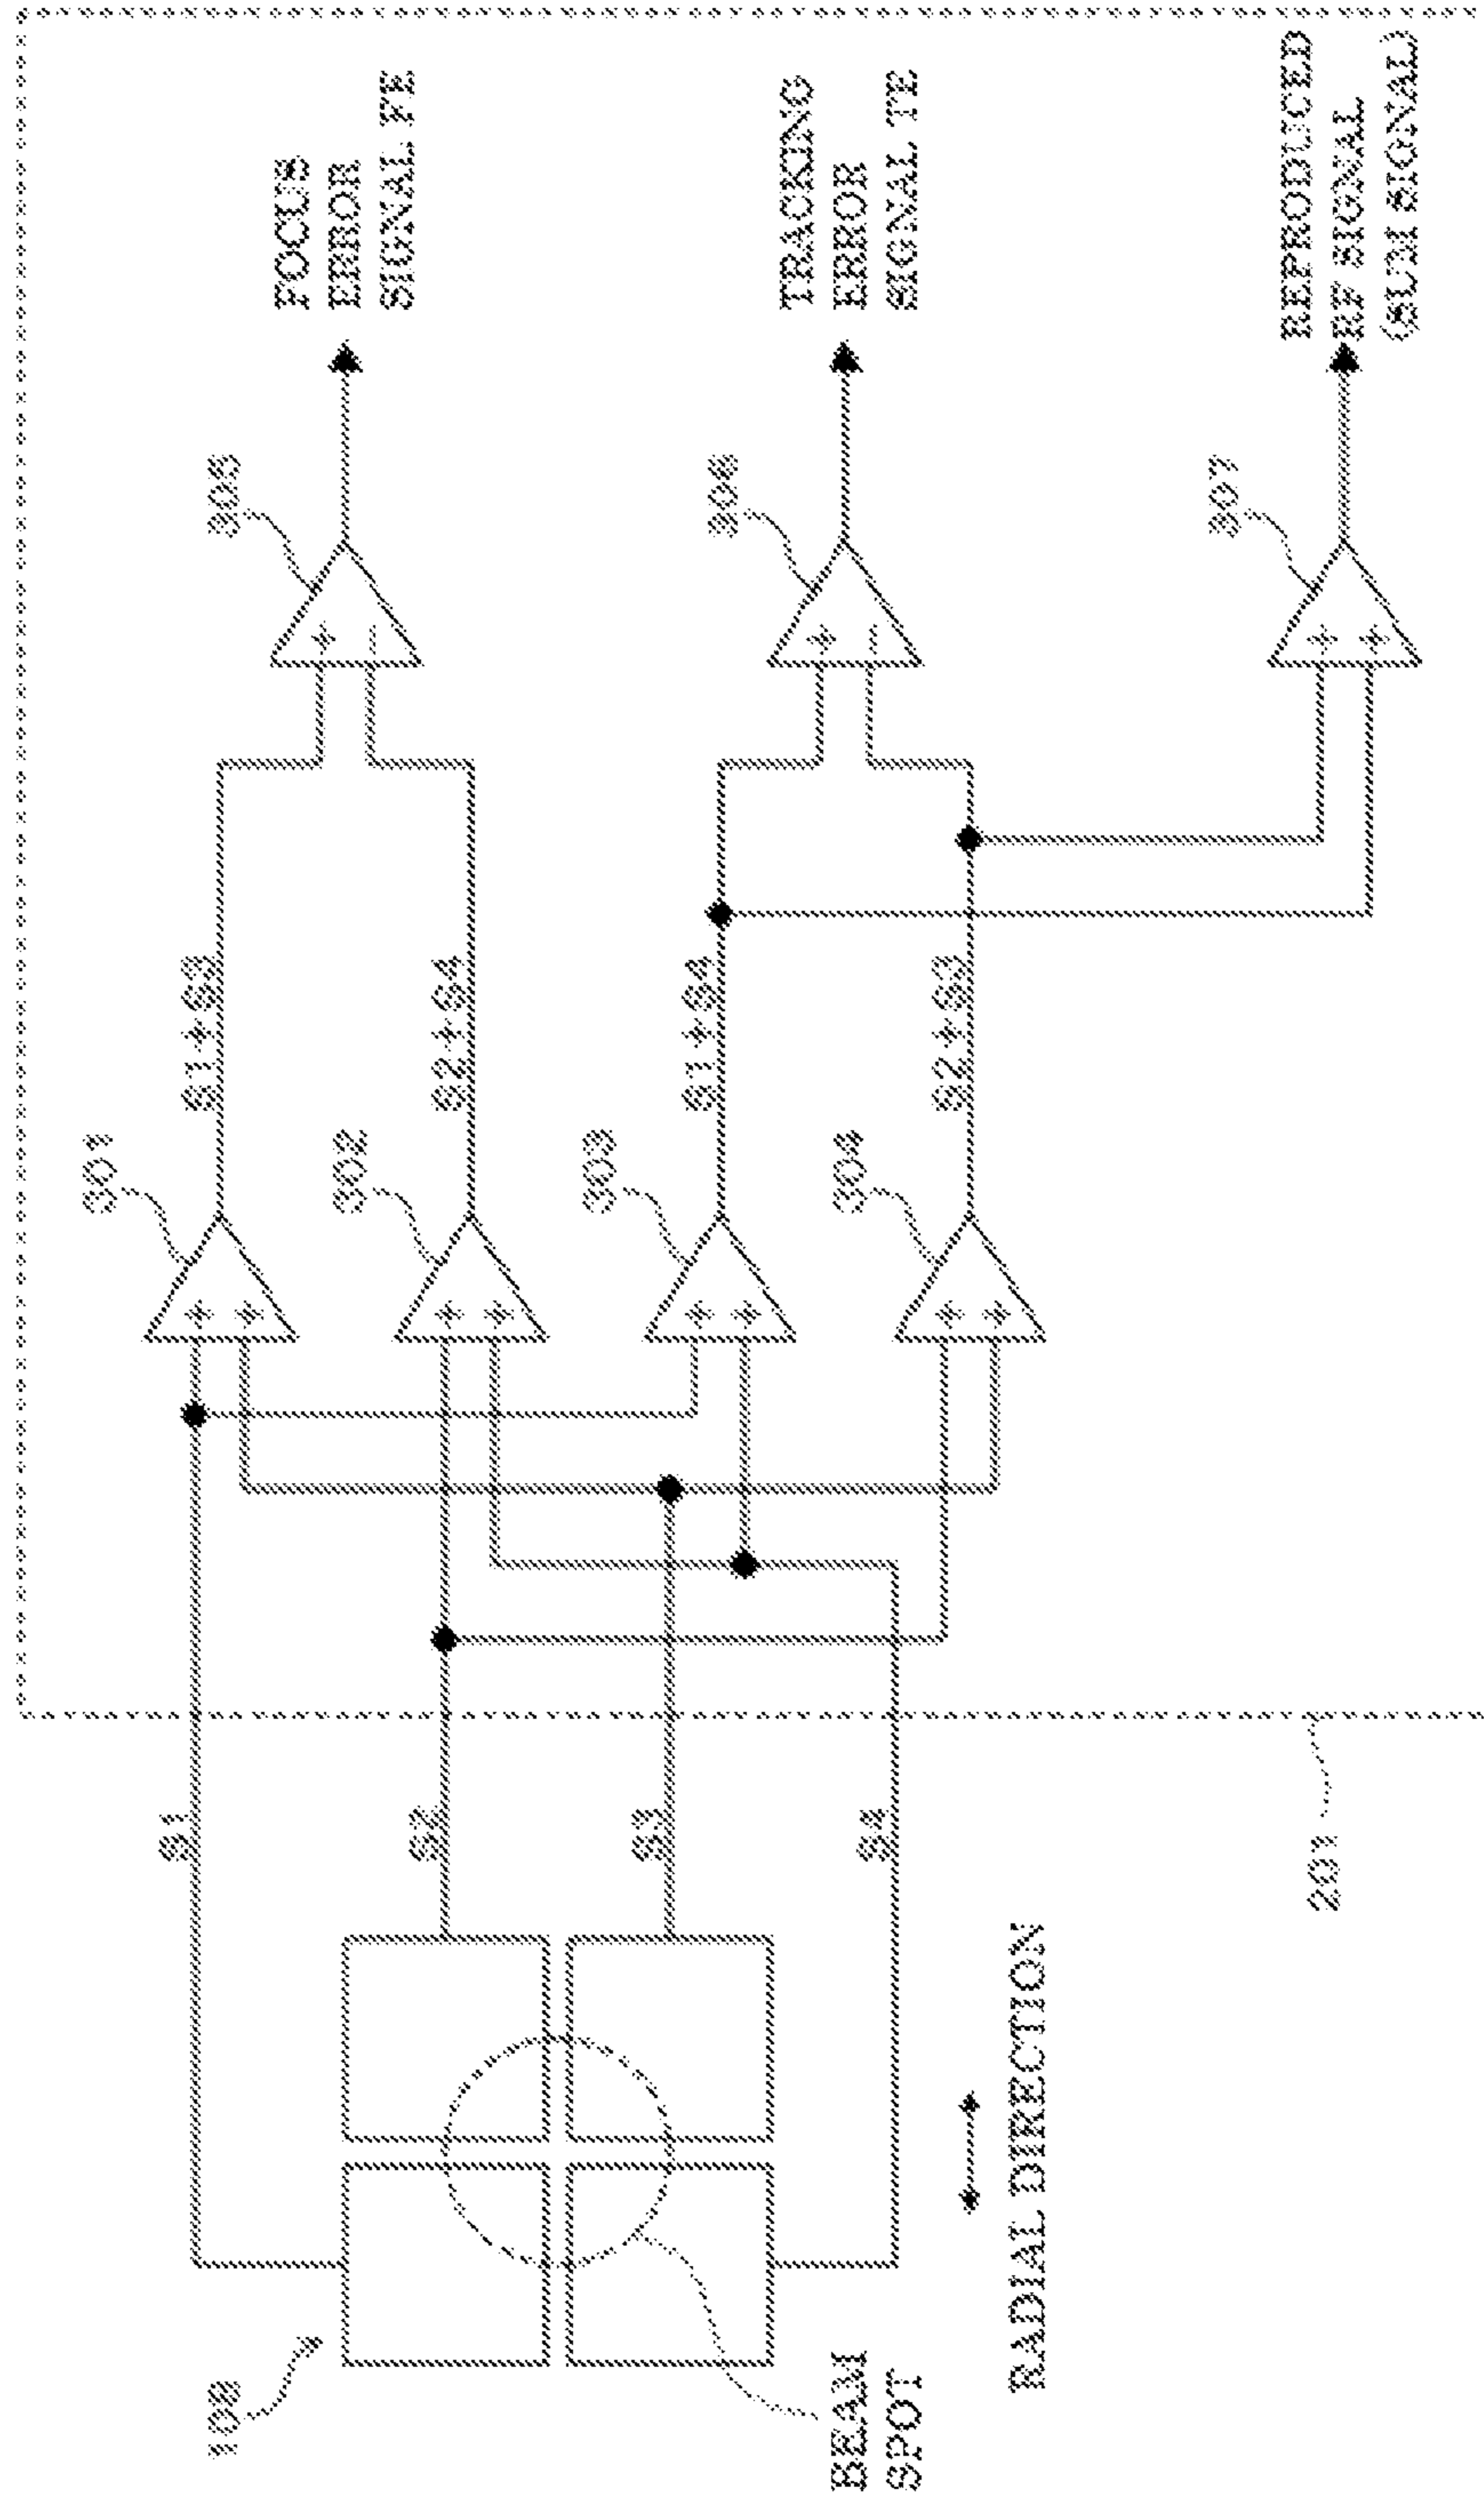 108
BEAM
SPOT
RADIAL DIRECTION
S1
S2
S3
S4
201
301
302
303
304
S1+S3
S2+S4
S1+S4
S2+S3
305
306
307
FOCUS
ERROR
SIGNAL FE
TRACKING
ERROR
SIGNAL TE
REPRODUCED
RF SIGNAL
(SUM SIGNAL)